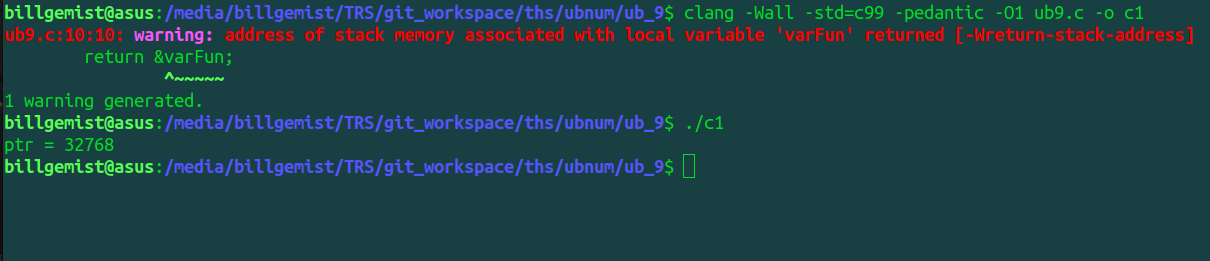 billgemist@asus:/media/billgemist/TRS/git_workspace/ths/ubnum/ub_9$ clang -Wall -std=c99 -pedantic -O1 ub9.c -o c1
ub9.c:10:10: warning: address of stack memory associated with local variable 'varFun' returned [-Wreturn-stack-address]
        return &varFun;
                ^~~~~~
1 warning generated.
billgemist@asus:/media/billgemist/TRS/git_workspace/ths/ubnum/ub_9$ ./c1
ptr = 32768
billgemist@asus:/media/billgemist/TRS/git_workspace/ths/ubnum/ub_9$